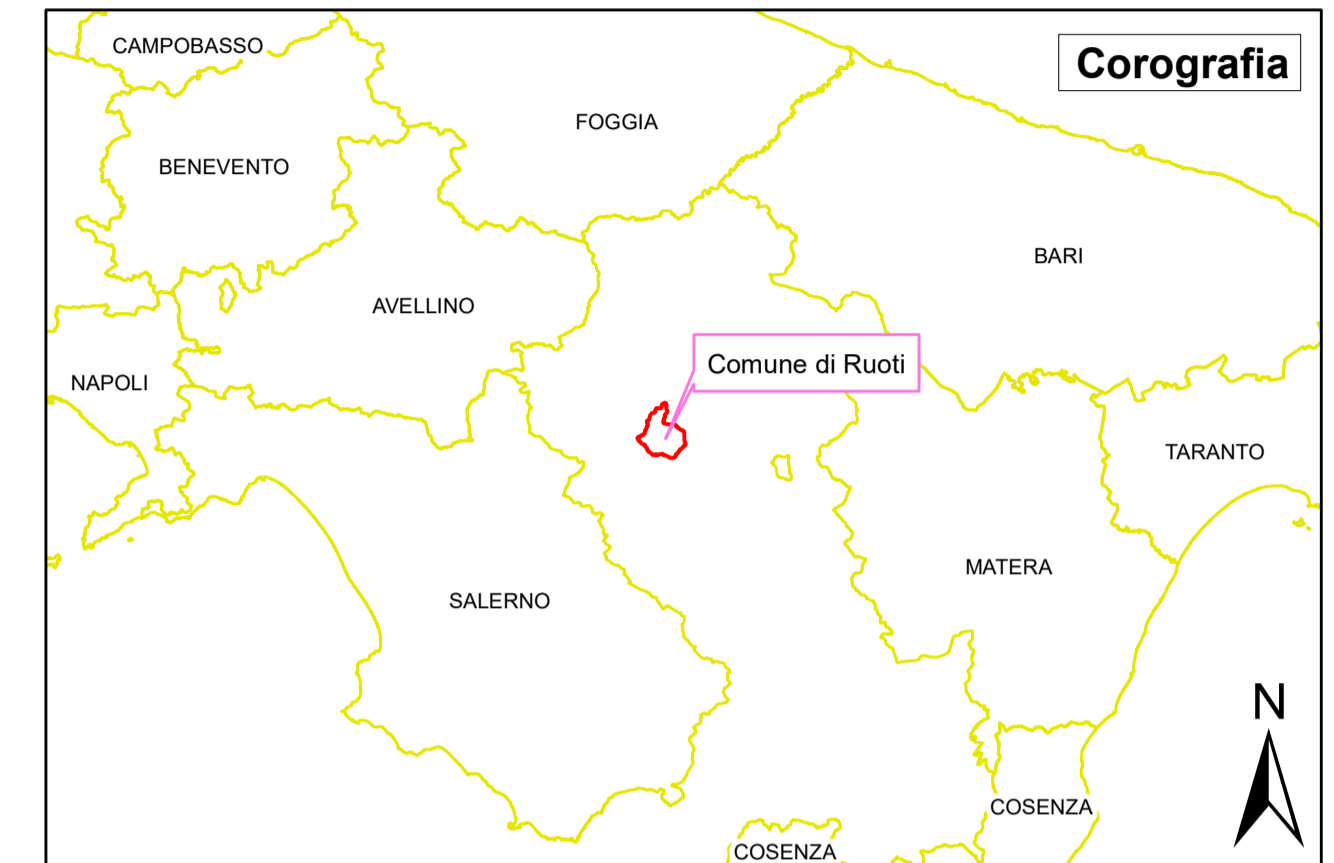 CAMPOBASSO
Corografia
FOGGIA
BENEVENTO
BARI
AVELLINO
Comune di Ruoti
NAPOLI
TARANTO
MATERA
SALERNO
N
COSENZA
COSENZA